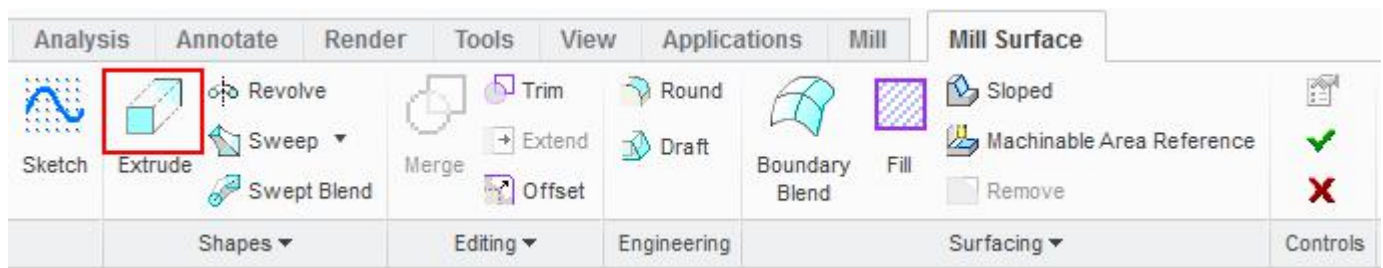 Analysis Annotate Render Tools View Applications Mill Mill Surface
Sketch
Extrude
Revolve
Sweep
Swept Blend
Merge
Trim
Extend
Offset
Round
Draft
Boundary
Blend
Fill
Sloped
Machinable Area Reference
Remove
Shapes Editing Engineering Surfacing Controls